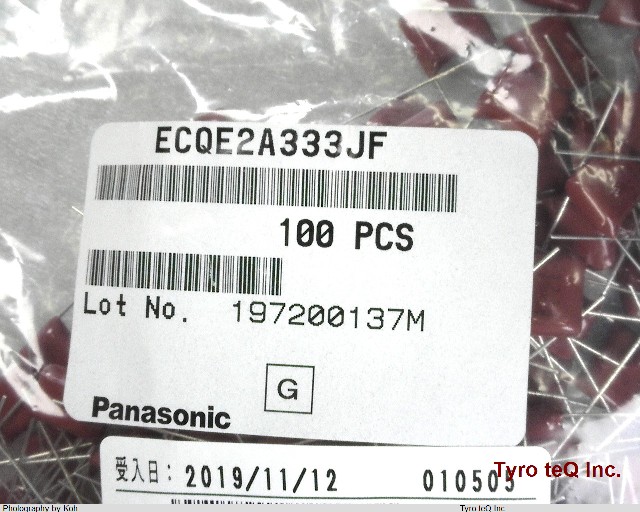 ECQE2A333JF
100 PCS
Lot No. 197200137M
G
Panasonic
受入日: 2019/11/12 010505
Tyro teQ Inc.
Photography by Koh Tyro teQ Inc